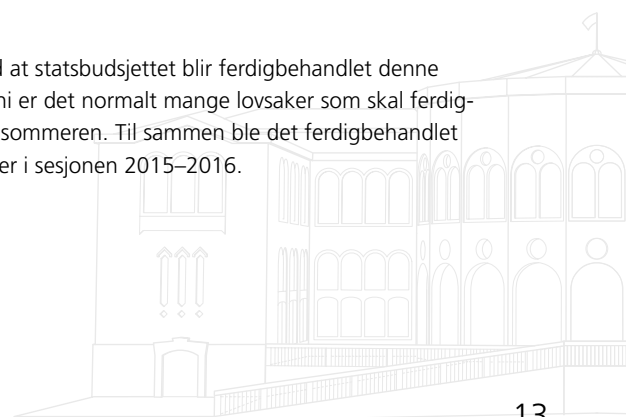 at statsbudsjettet blir ferdigbehandlet denne
ni er det normalt mange lovsaker som skal ferdig-
sommeren. Til sammen ble det ferdigbehandlet
er i sesjonen 2015–2016.
13